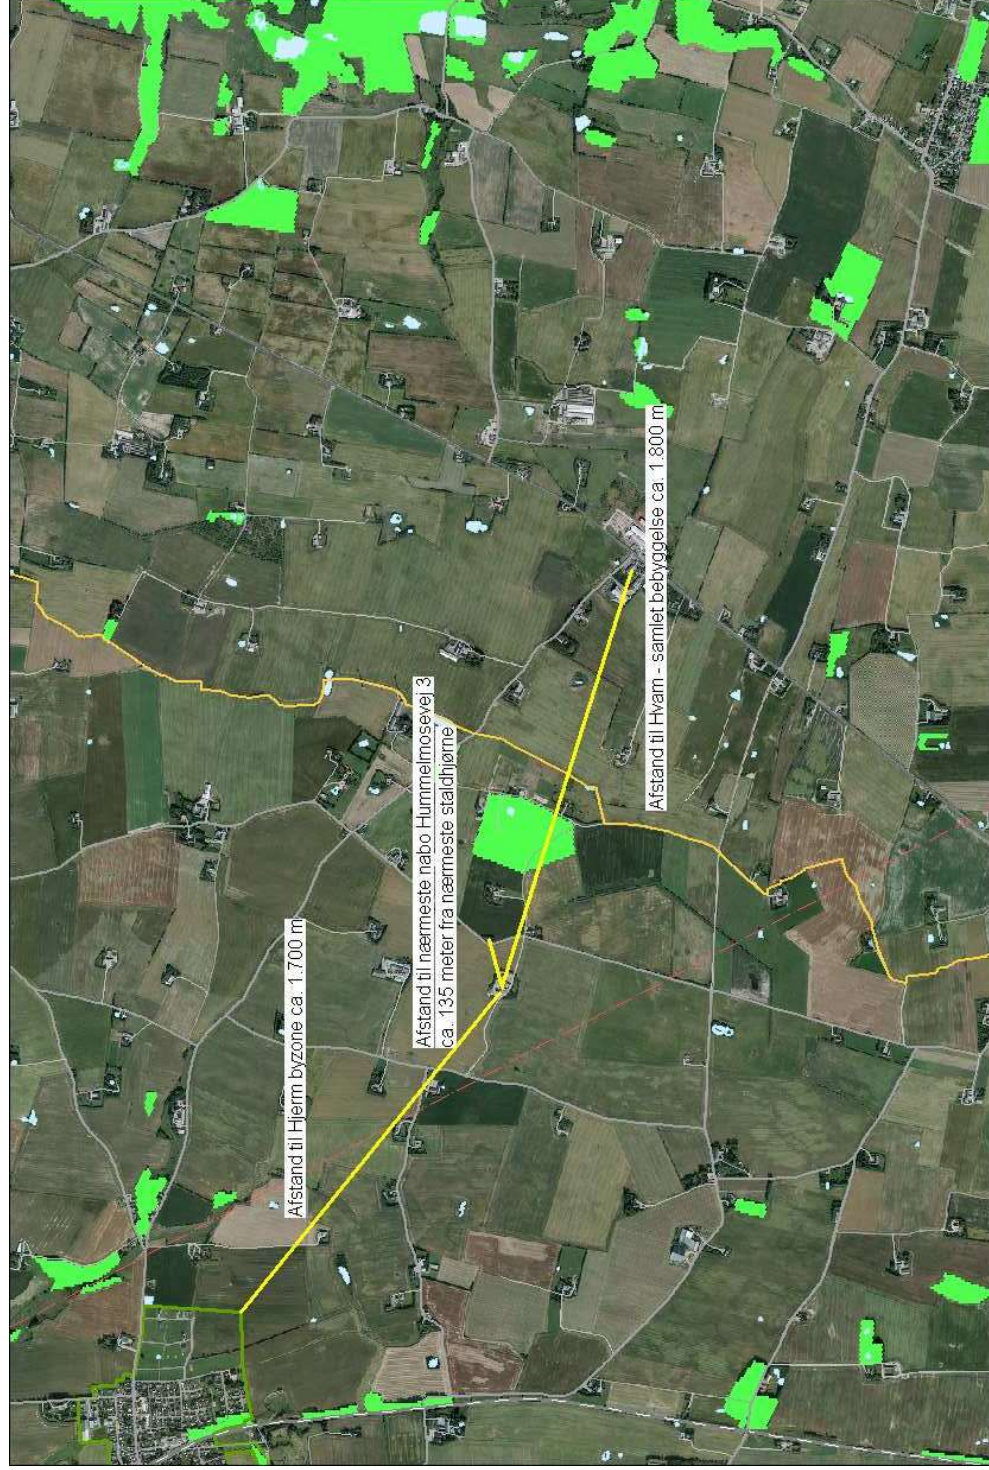 Afstand til Hjerm byzone ca. 1.700 m
Afstand til nærmeste nabo Hummelmosevej 3
ca. 135 meter fra nærmeste staldhjørne
Afstand til Hvam - samlet bebyggelse ca. 1.800 m